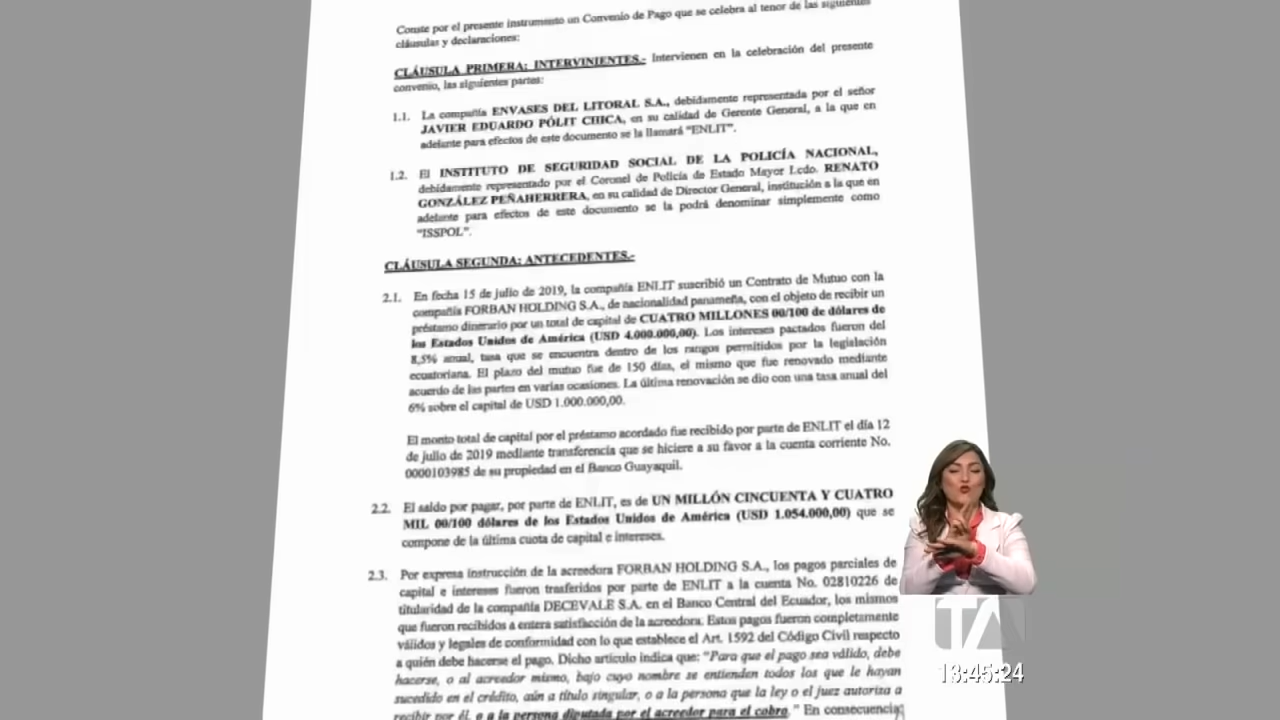 Conste por el presente instrumento un Convenio de Pago que se celebra al tenor de las siguientes
cláusulas y declaraciones:
CLÁUSULA PRIMERA: INTERVINIENTES.- Intervienen en la celebración del presente
convenio, las siguientes partes:
1.1. La compañía ENVASES DEL LITORAL S.A., debidamente representada por el señor
JAVIER EDUARDO PÓLIT CHICA, en su calidad de Gerente General, a la que en
adelante para efectos de este documento se la llamará "ENLIT".
1.2. El INSTITUTO DE SEGURIDAD SOCIAL DE LA POLICÍA NACIONAL,
debidamente representado por el Coronel de Policía de Estado Mayor Lcdo. RENATO
GONZÁLEZ PEÑAHERRERA, en su calidad de Director General, institución a la que en
adelante para efectos de este documento se la podrá denominar simplemente como
"ISSPOL".
CLÁUSULA SEGUNDA: ANTECEDENTES.-
2.1. En fecha 15 de julio de 2019, la compañía ENLIT suscribió un Contrato de Mutuo con la
compañía FORBAN HOLDING S.A., de nacionalidad panameña, con el objeto de recibir un
préstamo dinerario por un total de capital de CUATRO MILLONES 00/100 de dólares de
los Estados Unidos de América (USD 4.000.000,00). Los intereses pactados fueron del
8,5% anual, tasa que se encuentra dentro de los rangos permitidos por la legislación
ecuatoriana. El plazo del mutuo fue de 150 días, el mismo que fue renovado mediante
acuerdo de las partes en varias ocasiones. La última renovación se dio con una tasa anual del
6% sobre el capital de USD 1.000.000,00.
El monto total de capital por el préstamo acordado fue recibido por parte de ENLIT el día 12
de julio de 2019 mediante transferencia que se hiciere a su favor a la cuenta corriente No.
0000103985 de su propiedad en el Banco Guayaquil.
2.2. El saldo por pagar, por parte de ENLIT, es de UN MILLÓN CINCUENTA Y CUATRO
MIL 00/100 dólares de los Estados Unidos de América (USD 1.054.000,00) que se
compone de la última cuota de capital e intereses.
2.3. Por expresa instrucción de la acreedora FORBAN HOLDING S.A., los pagos parciales de
capital e intereses fueron trasferidos por parte de ENLIT a la cuenta No. 02810226 de
titularidad de la compañía DECEVALE S.A. en el Banco Central del Ecuador, los mismos
que fueron recibidos a entera satisfacción de la acreedora. Estos pagos fueron completamente
válidos y legales de conformidad con lo que establece el Art. 1592 del Código Civil respecto
a quién debe hacerse el pago. Dicho artículo indica que: "Para que el pago sea válido, debe
hacerse, o al acreedor mismo, bajo cuyo nombre se entienden todos los que le hayan
sucedido en el crédito, aún a título singular, o a la persona que la ley o el juez autoriza a
recibir por él, o a la persona diputada por el acreedor para el cobro." En consecuencia,
TA
13:45:24